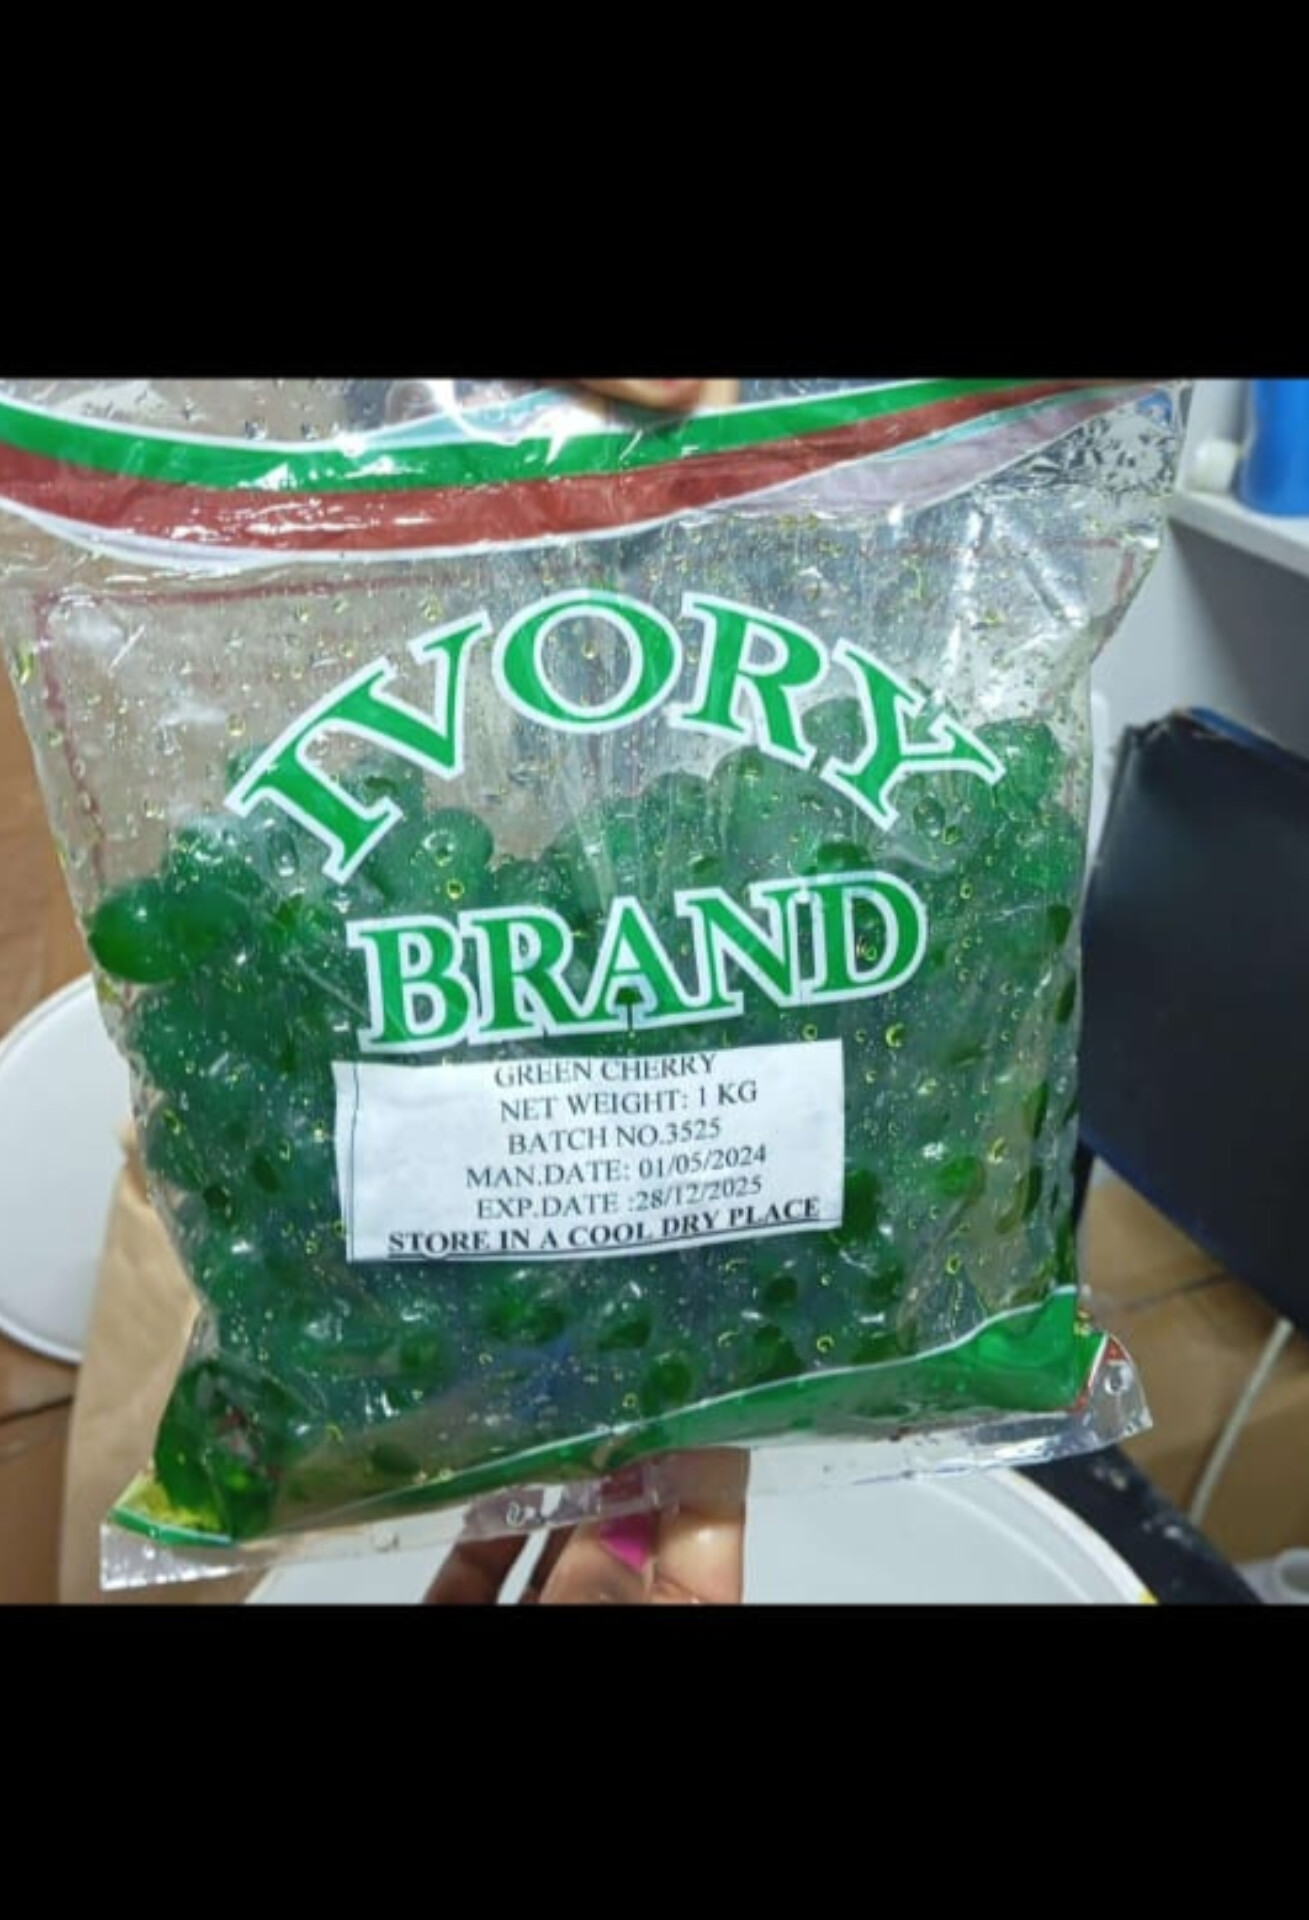 IVORY
BRAND
GREEN CHERRY
NET WEIGHT: 1 KG
BATCH NO.3525
MAN.DATE: 01/05/2024
EXP.DATE :28/12/2025
STORE IN A COOL DRY PLACE